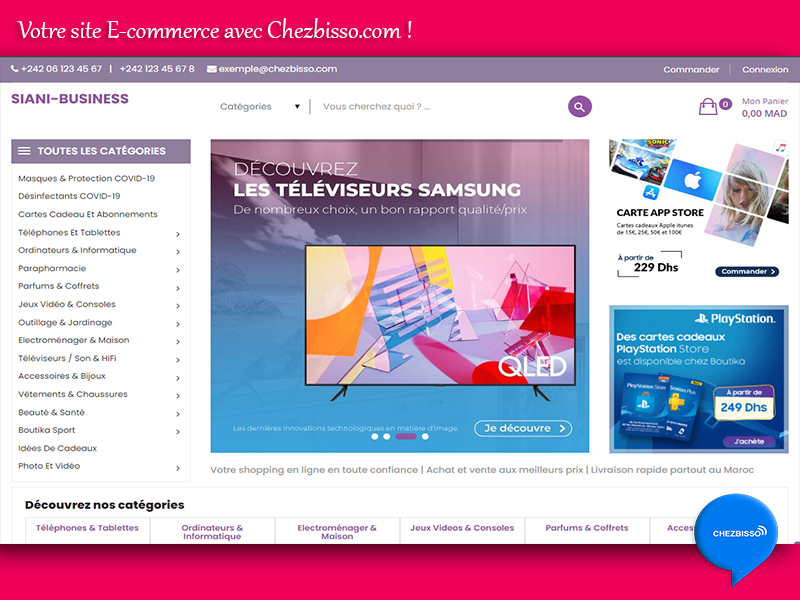 Votre site E-commerce avec Chezbisso.com !
+242 06 123 45 67 | +242 123 45 67 8 exemple@chezbisso.com
Commander | Connexion
SIANI-BUSINESS
Catégories ▼ | Vous cherchez quoi ? ...
0 Mon Panier
0,00 MAD
TOUTES LES CATÉGORIES
Masques & Protection COVID-19
Désinfectants COVID-19
Cartes Cadeau Et Abonnements
Téléphones Et Tablettes
Ordinateurs & Informatique
Parapharmacie
Parfums & Coffrets
Jeux Vidéo & Consoles
Outillage & Jardinage
Electroménager & Maison
Téléviseurs / Son & HiFi
Accessoires & Bijoux
Vêtements & Chaussures
Beauté & Santé
Boutika Sport
Idées De Cadeaux
Photo Et Vidéo
DÉCOUVREZ
LES TÉLÉVISEURS SAMSUNG
De nombreux choix, un bon rapport qualité/prix
QLED
Les dernières innovations technologiques en matière d'image.
Je découvre
SONIC
CARTE APP STORE
Cartes cadeaux Apple itunes
de 15€, 25€, 50€ et 100€
À partir de
229 Dhs
Commander
PlayStation.
Des cartes cadeaux
PlayStation Store
est disponible chez Boutika
PlayStation Store
PlayStation Plus
À partir de
249 Dhs
J'achète
Votre shopping en ligne en toute confiance | Achat et vente aux meilleurs prix | Livraison rapide partout au Maroc
Découvrez nos catégories
Téléphones & Tablettes
Ordinateurs &
Informatique
Electroménager &
Maison
Jeux Videos & Consoles
Parfums & Coffrets
CHEZBISSO